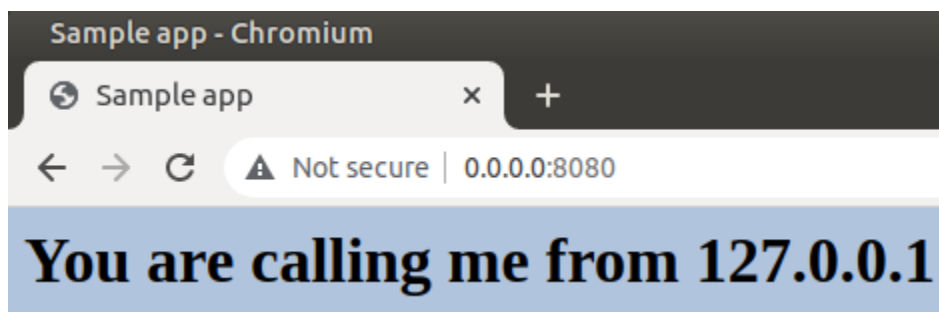 Sample app - Chromium
Sample app
Not secure 0.0.0.0:8080
You are calling me from 127.0.0.1